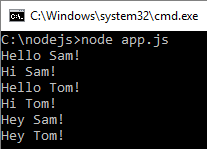 C:\Windows\system32\cmd.exe
C:\nodejs>node app.js
Hello Sam!
Hi Sam!
Hello Tom!
Hi Tom!
Hey Sam!
Hey Tom!